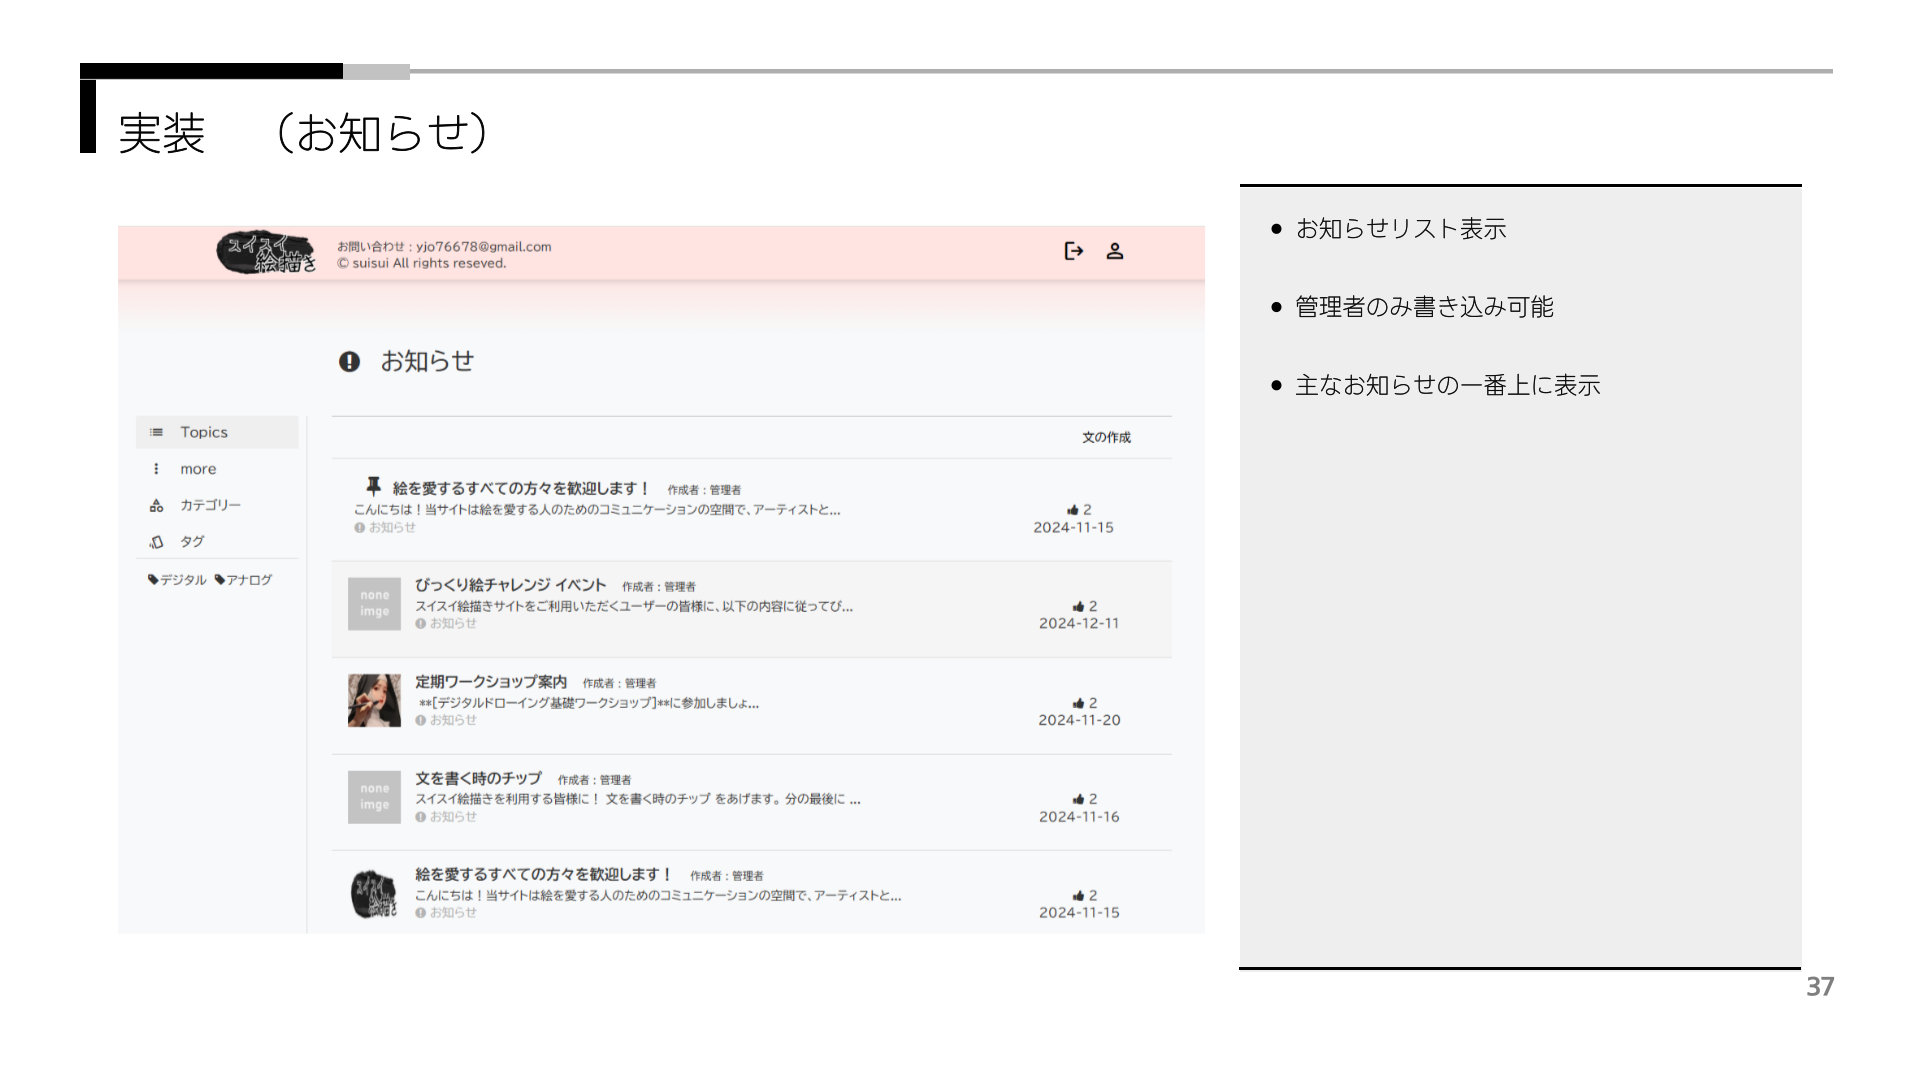 実装　（お知らせ）
スイスイ
絵描き
お問い合わせ : yjo76678@gmail.com
© suisui All rights reseved.
お知らせ
Topics
more
カテゴリー
タグ
デジタル アナログ
文の作成
絵を愛するすべての方々を歓迎します！ 作成者 : 管理者
こんにちは！当サイトは絵を愛する人のためのコミュニケーションの空間で、アーティストと...
お知らせ
2
2024-11-15
none
imge
びっくり絵チャレンジ イベント 作成者 : 管理者
スイスイ絵描きサイトをご利用いただくユーザーの皆様に、以下の内容に従ってび...
お知らせ
2
2024-12-11
定期ワークショップ案内 作成者 : 管理者
**[デジタルドローイング基礎ワークショップ]**に参加しましょ...
お知らせ
2
2024-11-20
none
imge
文を書く時のチップ 作成者 : 管理者
スイスイ絵描きを利用する皆様に！ 文を書く時のチップ をあげます。 分の最後に ...
お知らせ
2
2024-11-16
スイスイ
絵描き
絵を愛するすべての方々を歓迎します！ 作成者 : 管理者
こんにちは！当サイトは絵を愛する人のためのコミュニケーションの空間で、アーティストと...
お知らせ
2
2024-11-15
● お知らせリスト表示
● 管理者のみ書き込み可能
● 主なお知らせの一番上に表示
37